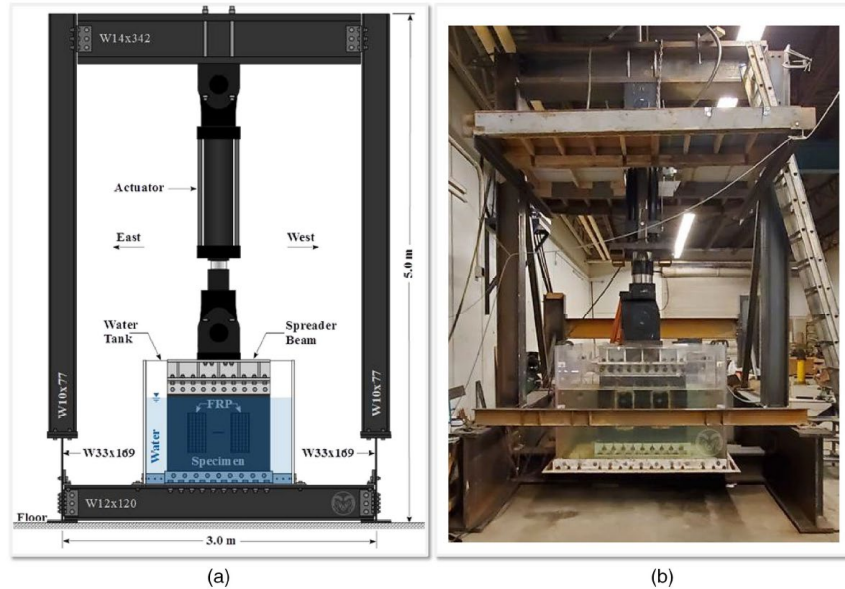 W14x342
Actuator
East
West
5.0 m
Water
Tank
Spreader
Beam
W10x77
W10x77
FRP
Water
W33x169
W33x169
Specimen
W12x120
Floor
3.0 m
(a)
(b)